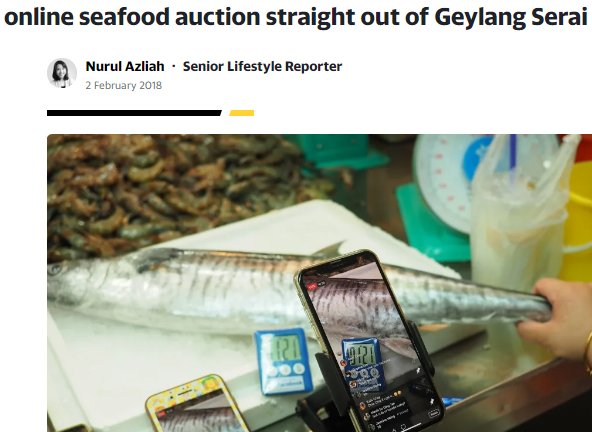 online seafood auction straight out of Geylang Serai
Nurul Azliah · Senior Lifestyle Reporter
2 February 2018